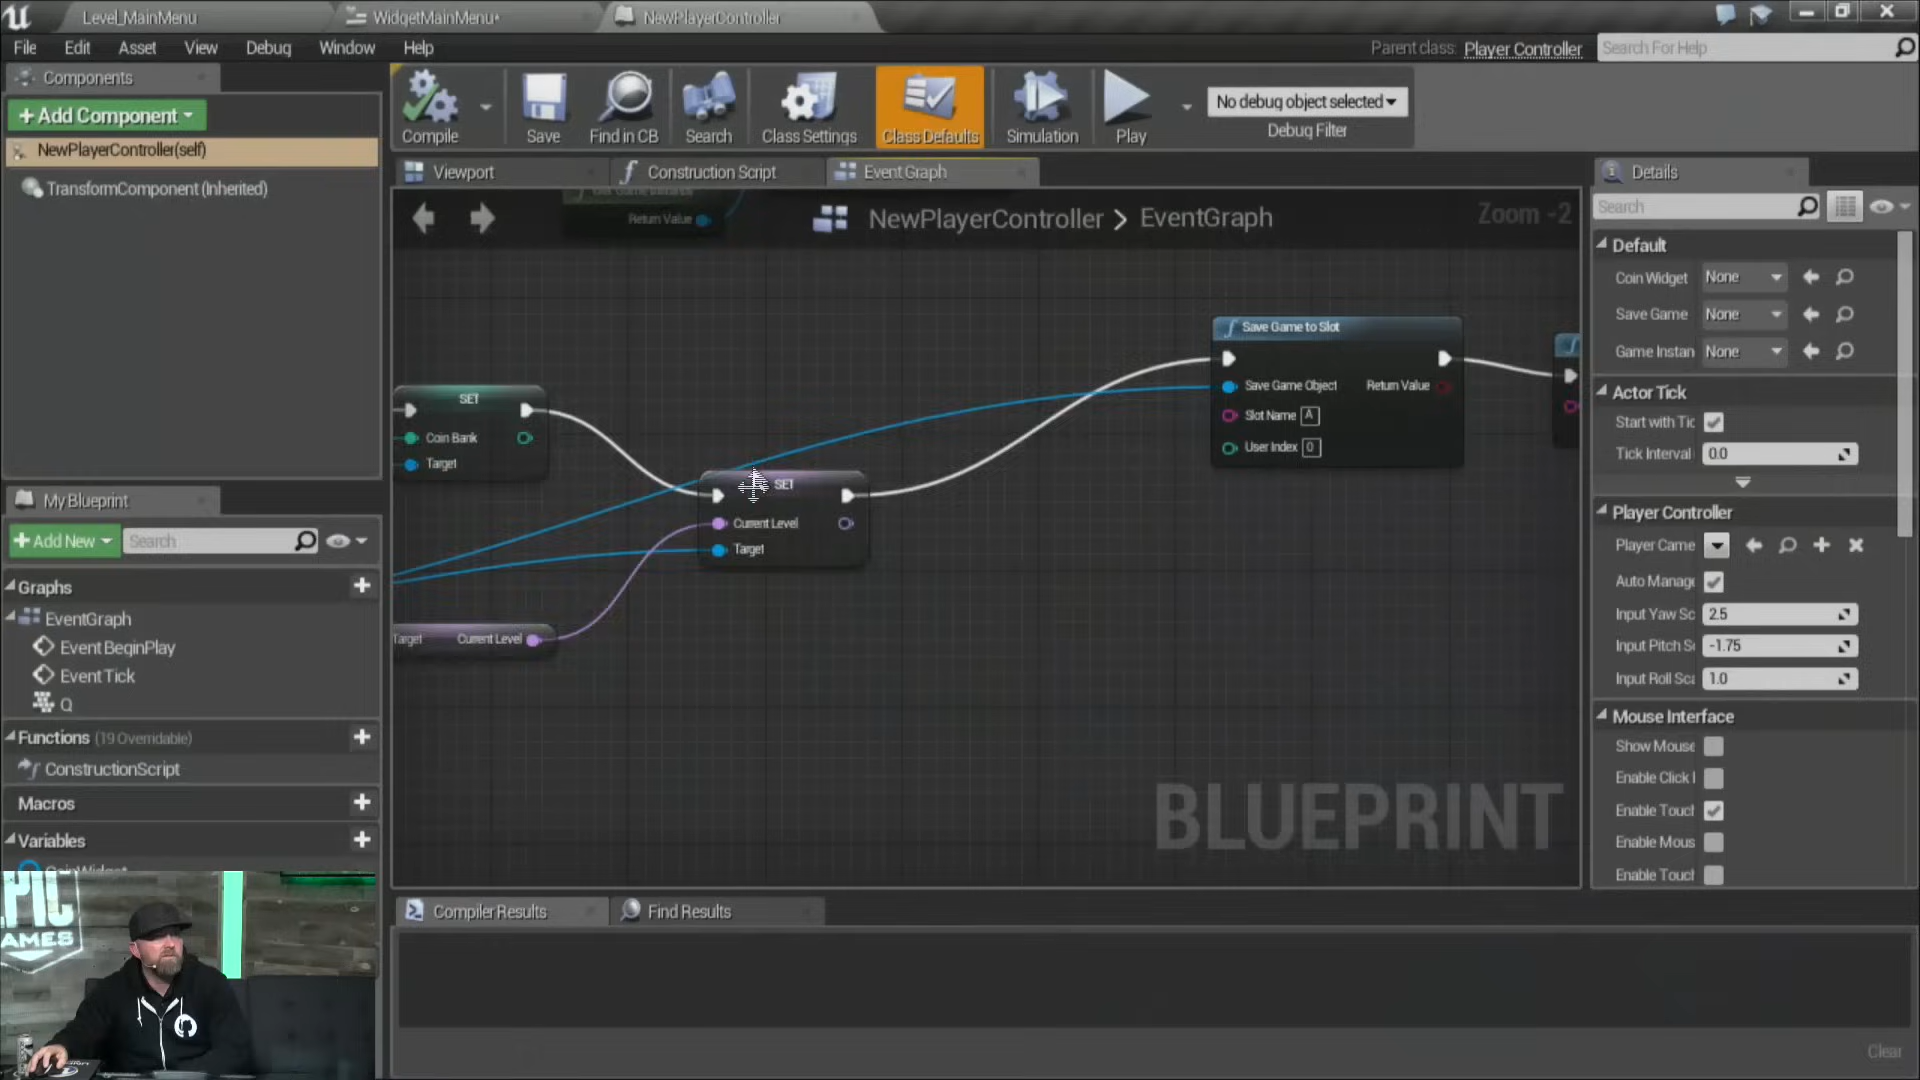 Level_MainMenu
WidgetMainMenu*
NewPlayerController
File
Edit
Asset
View
Debug
Window
Help
Parent class: Player Controller
Search For Help
Components
+ Add Component
NewPlayerController(self)
TransformComponent (Inherited)
Compile
Save
Find in CB
Search
Class Settings
Class Defaults
Simulation
Play
No debug object selected
Debug Filter
Viewport
Construction Script
EventGraph
Return Value
NewPlayerController > EventGraph
Zoom -2
SET
Coin Bank
Target
SET
Current Level
Target
Target
Current Level
Save Game to Slot
Save Game Object
Return Value
Slot Name A
User Index 0
BLUEPRINT
My Blueprint
+ Add New
Search
Graphs
EventGraph
Event BeginPlay
Event Tick
Q
Functions (19 Overridable)
ConstructionScript
Macros
Variables
Compiler Results
Find Results
Clear
Details
Search
Default
Coin Widget None
Save Game None
Game Instan None
Actor Tick
Start with Tic
Tick Interval 0.0
Player Controller
Player Came
Auto Manage
Input Yaw Sc 2.5
Input Pitch Sc -1.75
Input Roll Sca 1.0
Mouse Interface
Show Mouse
Enable Click
Enable Touch
Enable Mous
Enable Touch
EPIC
GAMES